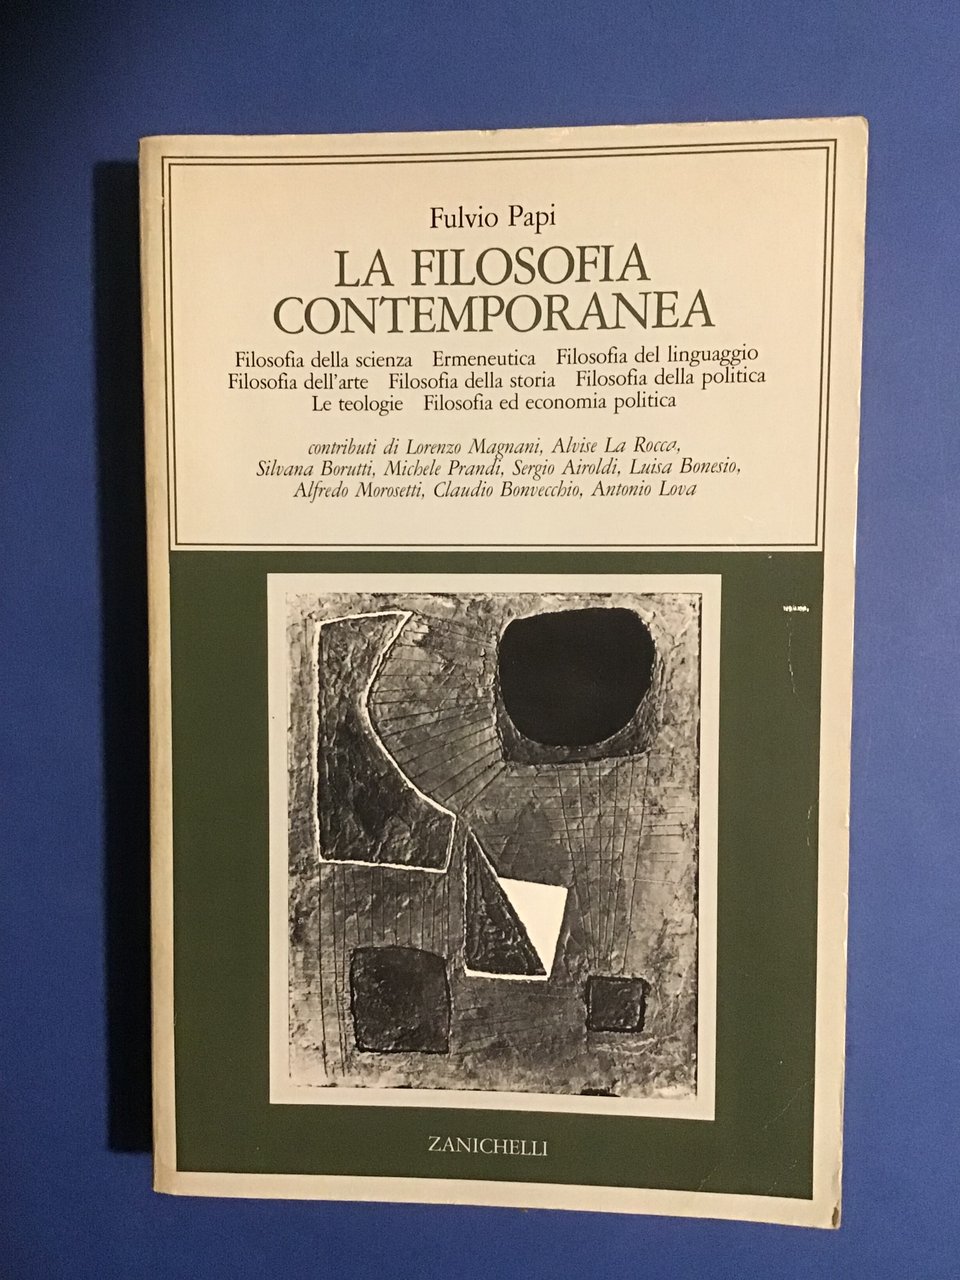 Fulvio Papi
LA FILOSOFIA
CONTEMPORANEA
Filosofia della scienza Ermeneutica Filosofia del linguaggio
Filosofia dell'arte Filosofia della storia Filosofia della politica
Le teologie Filosofia ed economia politica
contributi di Lorenzo Magnani, Alvise La Rocca,
Silvana Borutti, Michele Prandi, Sergio Airoldi, Luisa Bonesio,
Alfredo Morosetti, Claudio Bonvecchio, Antonio Lova
ZANICHELLI